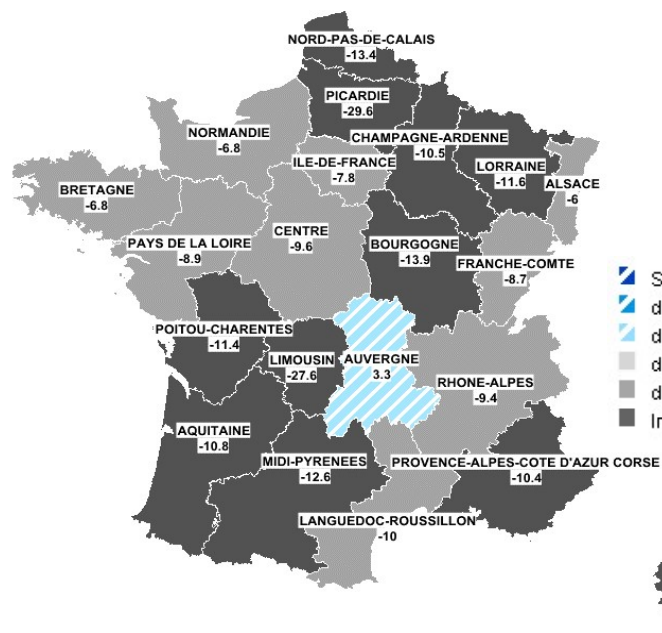 NORD-PAS-DE-CALAIS
-13.4
PICARDIE
-29.6
NORMANDIE
-6.8
CHAMPAGNE-ARDENNE
-10.5
ILE-DE-FRANCE
-7.8
LORRAINE
-11.6
ALSACE
-6
BRETAGNE
-6.8
CENTRE
-9.6
PAYS DE LA LOIRE
-8.9
BOURGOGNE
-13.9
FRANCHE-COMTE
-8.7
S
d
d
d
d
In
POITOU-CHARENTES
-11.4
LIMOUSIN
-27.6
AUVERGNE
3.3
RHONE-ALPES
-9.4
AQUITAINE
-10.8
MIDI-PYRENEES
-12.6
PROVENCE-ALPES-COTE D'AZUR CORSE
-10.4
LANGUEDOC-ROUSSILLON
-10